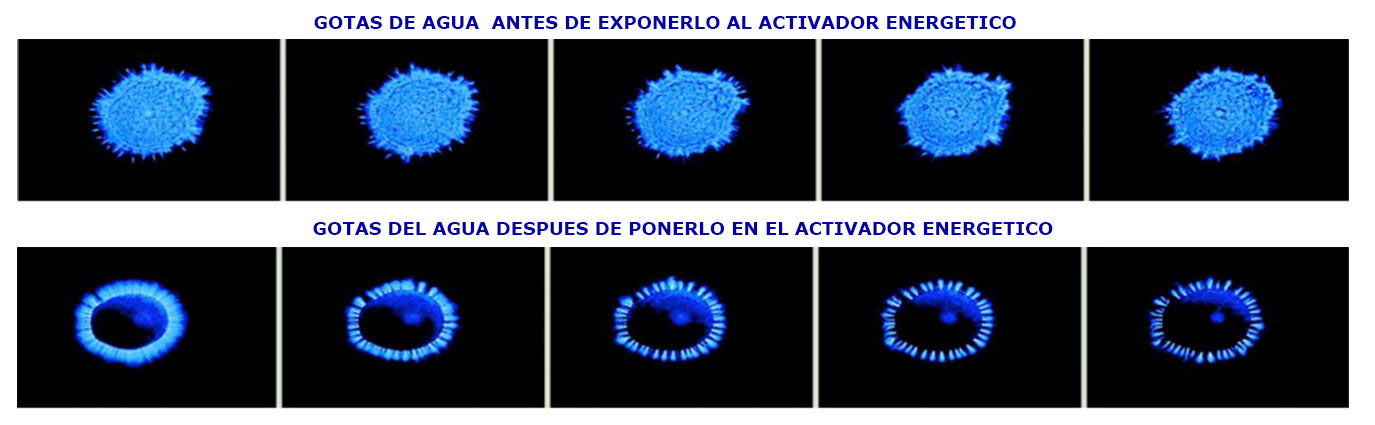 GOTAS DE AGUA  ANTES DE EXPONERLO AL ACTIVADOR ENERGETICO
GOTAS DEL AGUA DESPUES DE PONERLO EN EL ACTIVADOR ENERGETICO